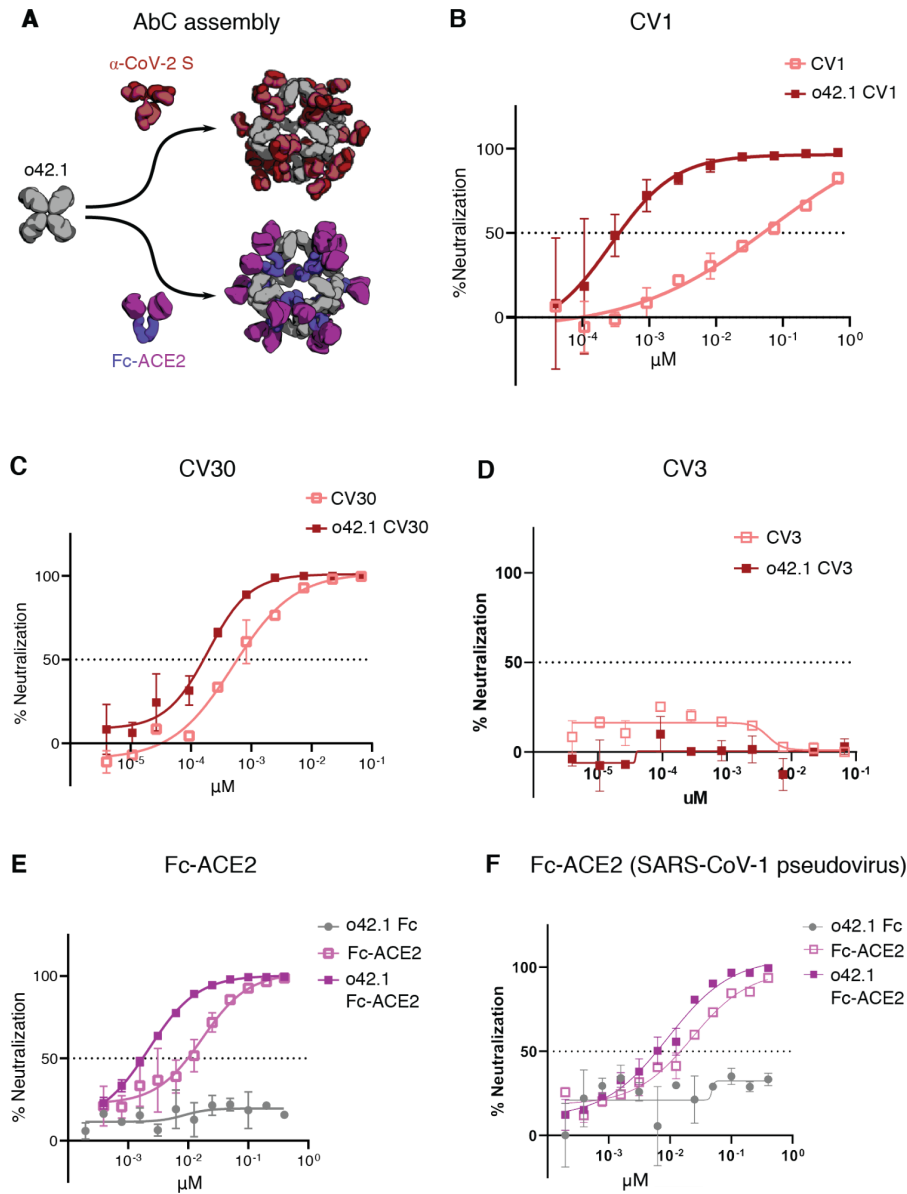 A
AbC assembly
α-CoV-2 S
o42.1
Fc-ACE2
B
CV1
CV1
o42.1 CV1
%Neutralization
100
50
0
10⁻⁴
10⁻³
10⁻²
10⁻¹
10⁰
µM
C
CV30
CV30
o42.1 CV30
% Neutralization
100
50
0
10⁻⁵
10⁻⁴
10⁻³
10⁻²
10⁻¹
µM
D
CV3
CV3
o42.1 CV3
% Neutralization
100
50
0
10⁻⁵
10⁻⁴
10⁻³
10⁻²
10⁻¹
uM
E
Fc-ACE2
o42.1 Fc
Fc-ACE2
o42.1
Fc-ACE2
% Neutralization
100
50
0
10⁻³
10⁻²
10⁻¹
10⁰
µM
F
Fc-ACE2 (SARS-CoV-1 pseudovirus)
o42.1 Fc
Fc-ACE2
o42.1
Fc-ACE2
% Neutralization
100
50
0
10⁻³
10⁻²
10⁻¹
10⁰
µM